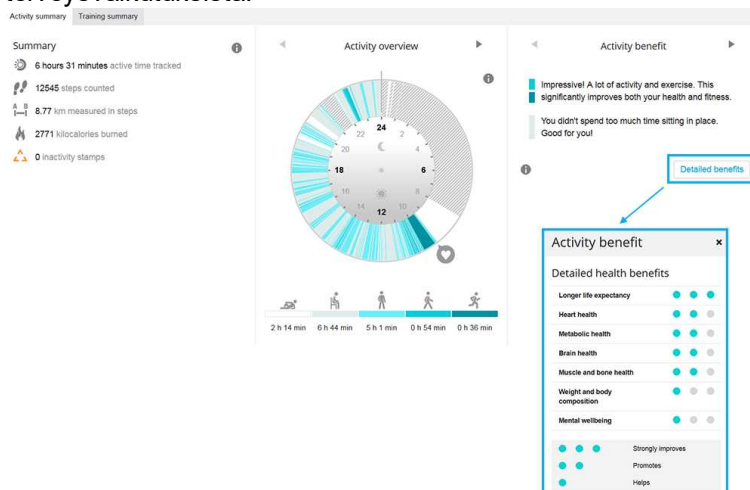 Activity summary Training summary
Summary
6 hours 31 minutes active time tracked
12545 steps counted
A B
8.77 km measured in steps
2771 kilocalories burned
0 inactivity stamps
Activity overview
24
2
4
6
8
10
12
14
16
18
20
22
2 h 14 min 6 h 44 min 5 h 1 min 0 h 54 min 0 h 36 min
Activity benefit
Impressive! A lot of activity and exercise. This
significantly improves both your health and fitness.
You didn't spend too much time sitting in place.
Good for you!
Detailed benefits
Activity benefit ×
Detailed health benefits
Longer life expectancy
Heart health
Metabolic health
Brain health
Muscle and bone health
Weight and body
composition
Mental wellbeing
Strongly improves
Promotes
Helps